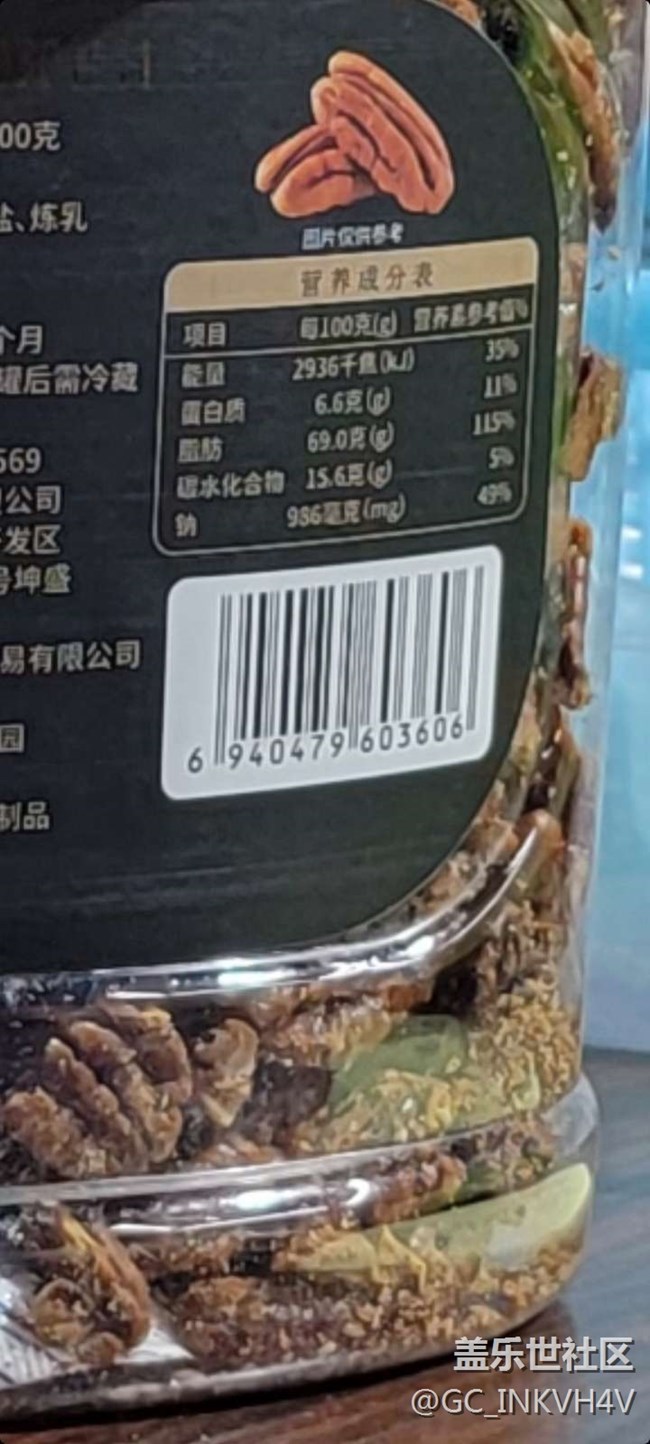 00克
盐、炼乳
个月
罐后需冷藏
569
公司
开发区
号坤盛
易有限公司
园
制品
图片仅供参考
营养成分表
项目 每100克(g) 营养素参考值%
能量 2936千焦(kJ) 35%
蛋白质 6.6克(g) 11%
脂肪 69.0克(g) 115%
碳水化合物 15.6克(g) 5%
钠 986毫克(mg) 49%
6 940479 603606
盖乐世社区
@GC_INKVH4V